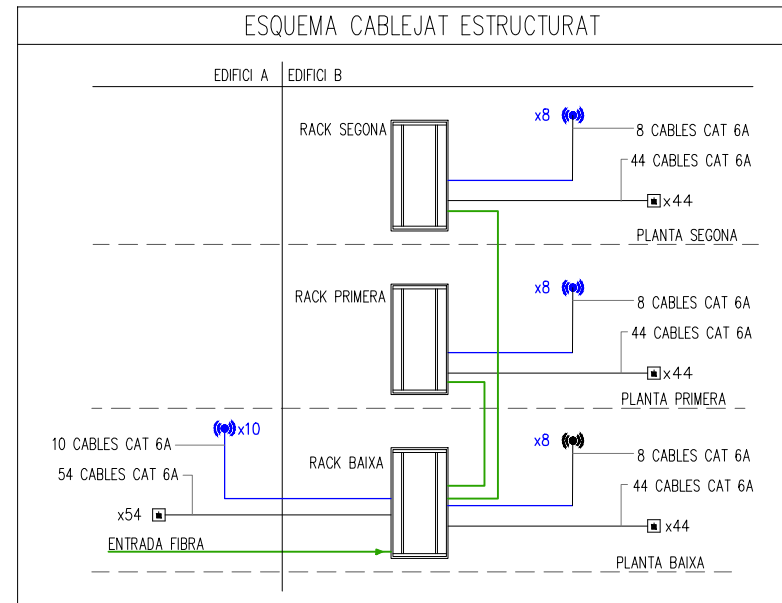 ESQUEMA CABLEJAT ESTRUCTURAT
EDIFICI A EDIFICI B
RACK SEGONA
x8
8 CABLES CAT 6A
44 CABLES CAT 6A
x44
PLANTA SEGONA
RACK PRIMERA
x8
8 CABLES CAT 6A
44 CABLES CAT 6A
x44
PLANTA PRIMERA
x10
10 CABLES CAT 6A
54 CABLES CAT 6A
x54
ENTRADA FIBRA
RACK BAIXA
x8
8 CABLES CAT 6A
44 CABLES CAT 6A
x44
PLANTA BAIXA